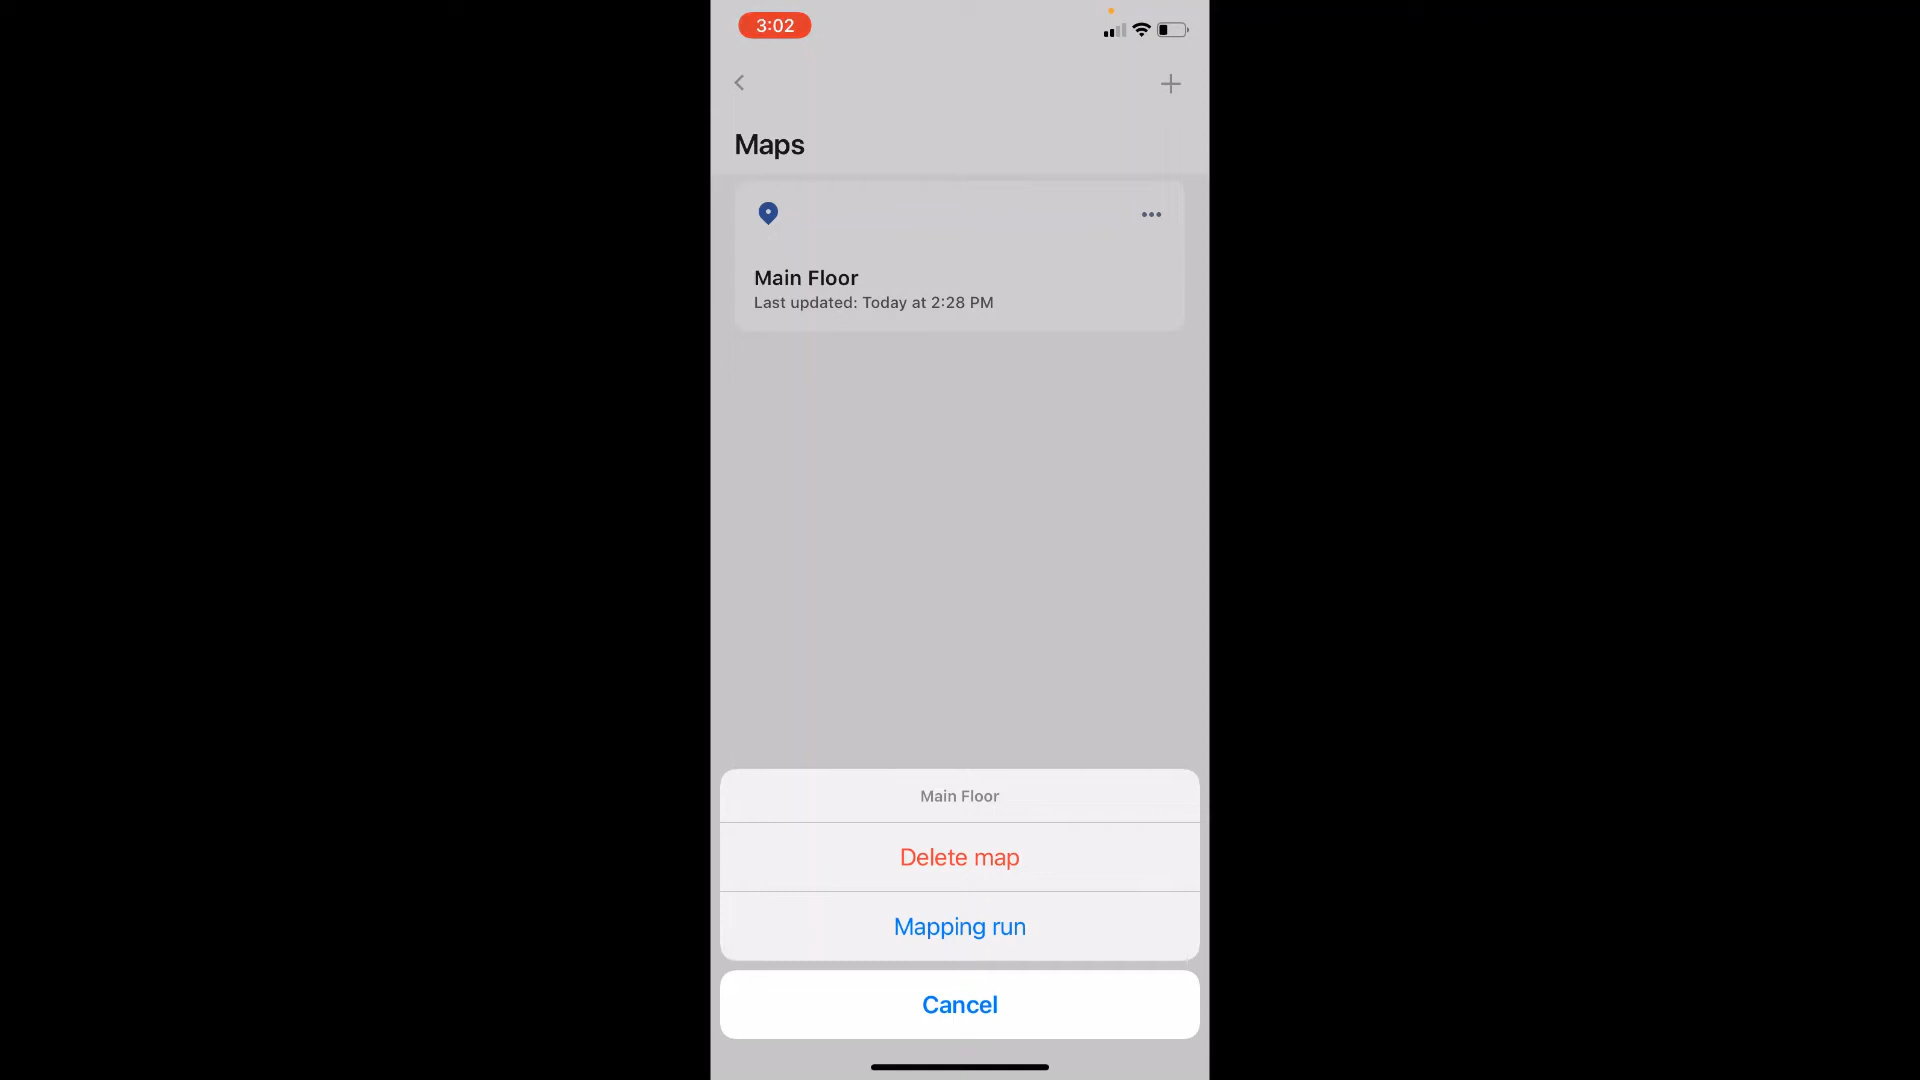 3:02
Maps
Main Floor
Last updated: Today at 2:28 PM
Main Floor
Delete map
Mapping run
Cancel